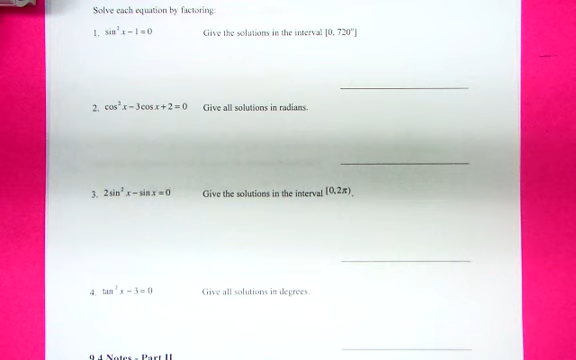 Solve each equation by factoring:
1. sin² x − 1 = 0 Give the solutions in the interval [0, 720°]
2. cos² x − 3cos x + 2 = 0 Give all solutions in radians.
3. 2sin² x − sin x = 0 Give the solutions in the interval [0, 2π).
4. tan² x − 3 = 0 Give all solutions in degrees.
9.4 Notes - Part II